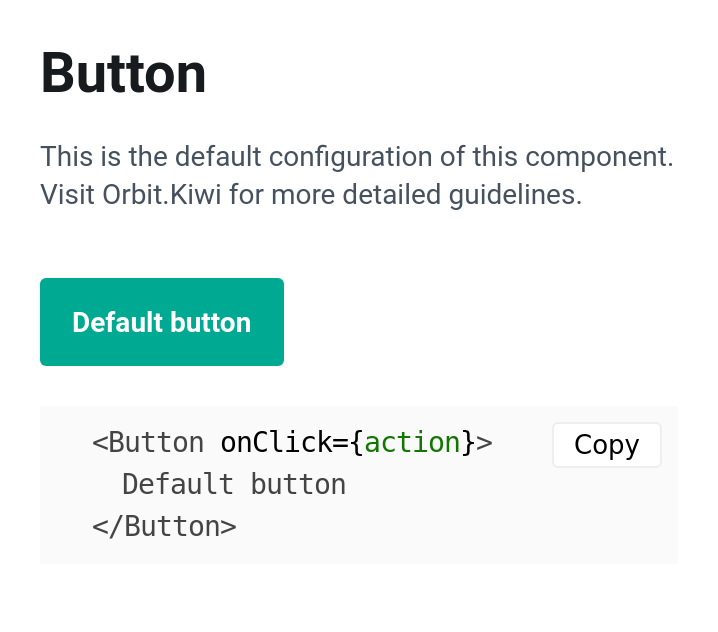 Button
This is the default configuration of this component.
Visit Orbit.Kiwi for more detailed guidelines.
Default button
<Button onClick={action}>
Copy
Default button
</Button>